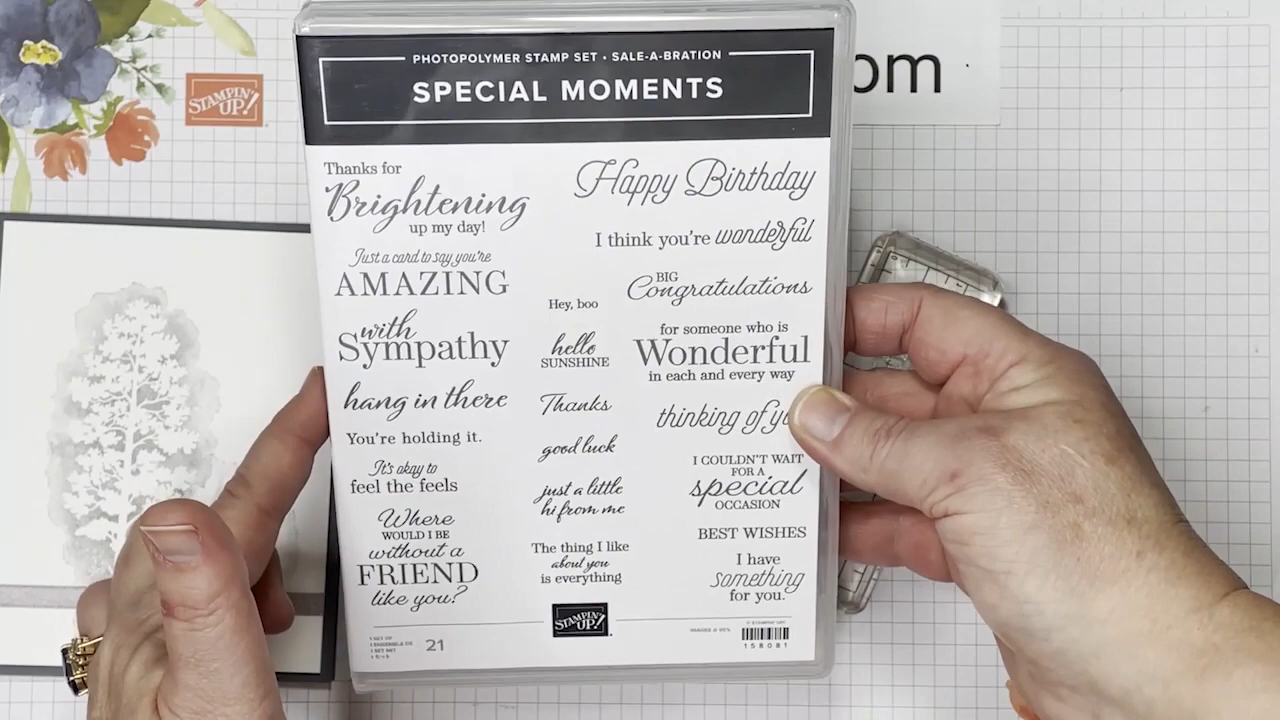 STAMPIN' UP!
om
PHOTOPOLYMER STAMP SET • SALE-A-BRATION
SPECIAL MOMENTS
Thanks for
Brightening
up my day!
Just a card to say you're
AMAZING
with
Sympathy
hang in there
You're holding it.
It's okay to
feel the feels
Where
WOULD I BE
without a
FRIEND
like you?
Hey, boo
hello
SUNSHINE
Thanks
good luck
just a little
hi from me
The thing I like
about you
is everything
Happy Birthday
I think you're wonderful
BIG
Congratulations
for someone who is
Wonderful
in each and every way
thinking of
I COULDN'T WAIT
FOR A
special
OCCASION
BEST WISHES
I have
something
for you.
21
STAMPIN' UP!
158081